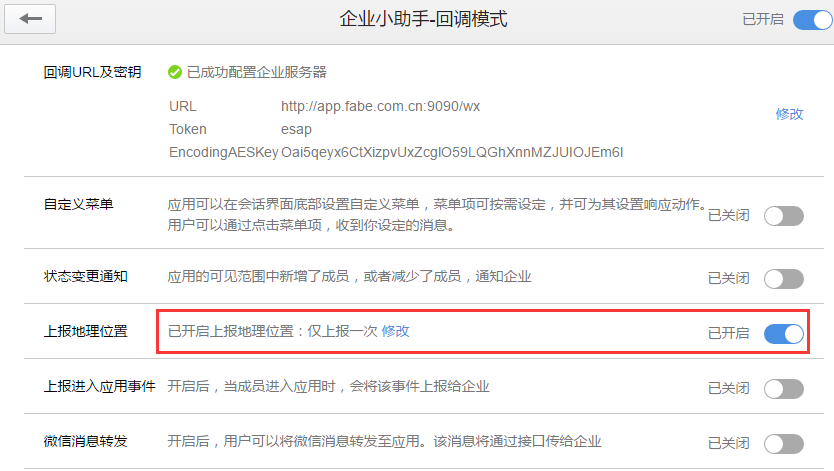 企业小助手-回调模式
已开启
回调URL及密钥
已成功配置企业服务器
URL http://app.fabe.com.cn:9090/wx
修改
Token esap
EncodingAESKey Oai5qeyx6CtXizpvUxZcgIO59LQGhXnnMZJUIOJEm6I
自定义菜单
应用可以在会话界面底部设置自定义菜单，菜单项可按需设定，并可为其设置响应动作。
用户可以通过点击菜单项，收到你设定的消息。
已关闭
状态变更通知
应用的可见范围中新增了成员，或者减少了成员，通知企业
已关闭
上报地理位置
已开启上报地理位置：仅上报一次 修改
已开启
上报进入应用事件
开启后，当成员进入应用时，会将该事件上报给企业
已关闭
微信消息转发
开启后，用户可以将微信消息转发至应用。该消息将通过接口传给企业
已关闭